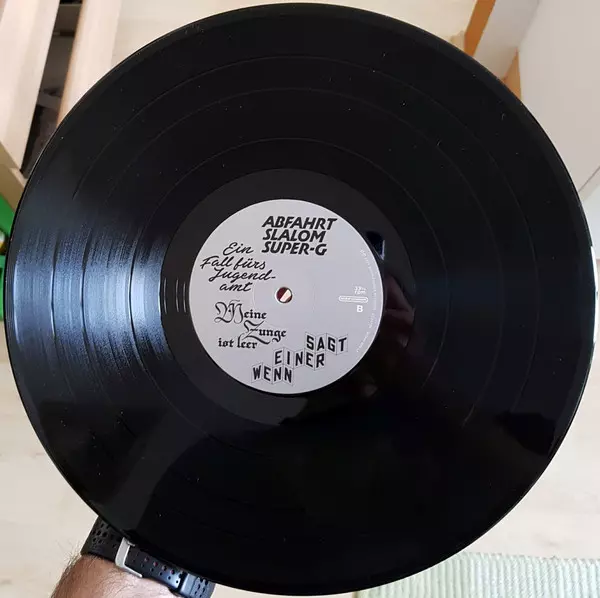 ABFAHRT
SLALOM
SUPER-G
Ein
Fall fürs
Jugend-
amt
Meine
Zunge
ist leer
SAGT
EINER
WENN
B